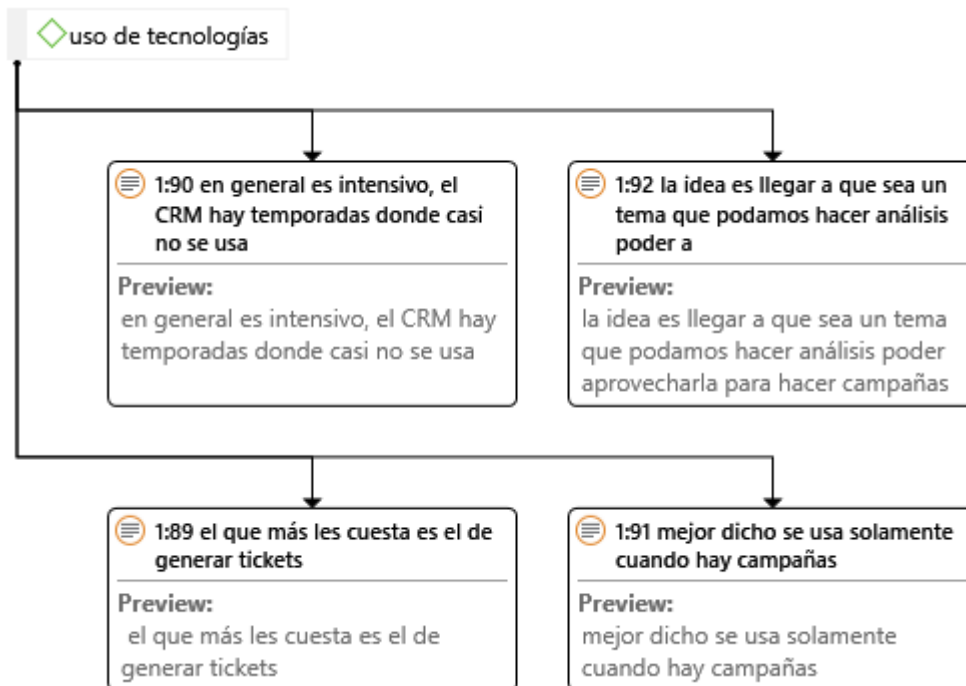 uso de tecnologías
1:90 en general es intensivo, el
CRM hay temporadas donde casi
no se usa
Preview:
en general es intensivo, el CRM hay
temporadas donde casi no se usa
1:92 la idea es llegar a que sea un
tema que podamos hacer análisis
poder a
Preview:
la idea es llegar a que sea un tema
que podamos hacer análisis poder
aprovecharla para hacer campañas
1:89 el que más les cuesta es el de
generar tickets
Preview:
el que más les cuesta es el de
generar tickets
1:91 mejor dicho se usa solamente
cuando hay campañas
Preview:
mejor dicho se usa solamente
cuando hay campañas